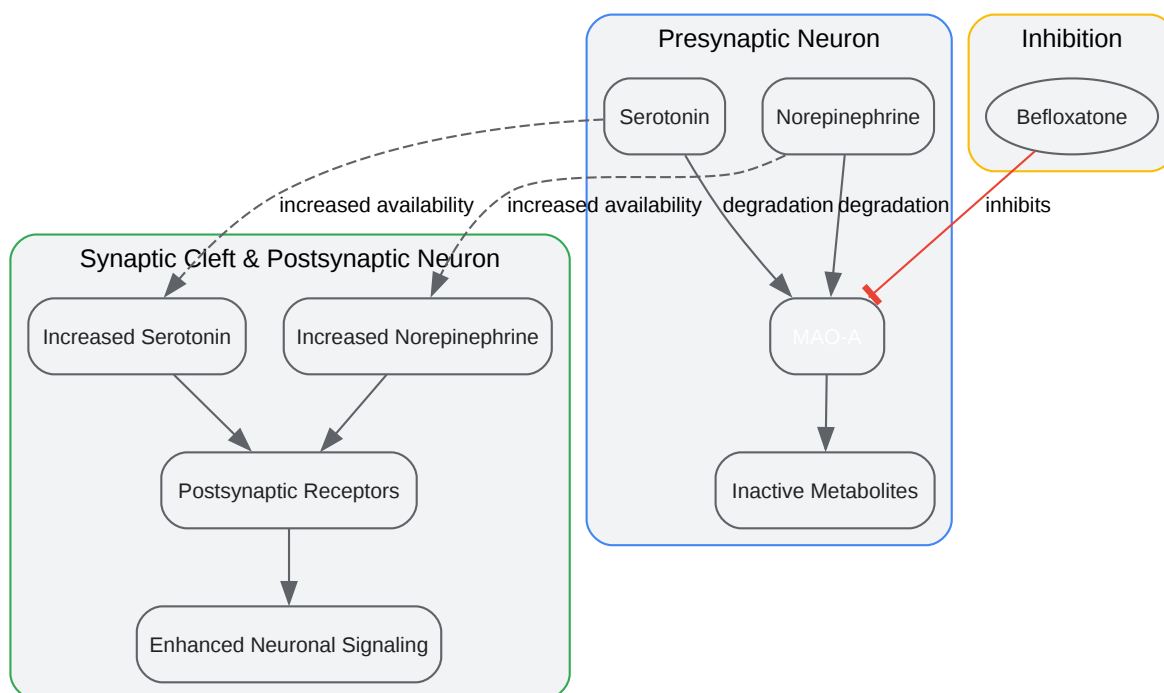 Presynaptic Neuron
Inhibition
Serotonin
Norepinephrine
Befloxatone
increased availability
increased availability
degradation
degradation
inhibits
Synaptic Cleft & Postsynaptic Neuron
Increased Serotonin
Increased Norepinephrine
MAO-A
Postsynaptic Receptors
Inactive Metabolites
Enhanced Neuronal Signaling